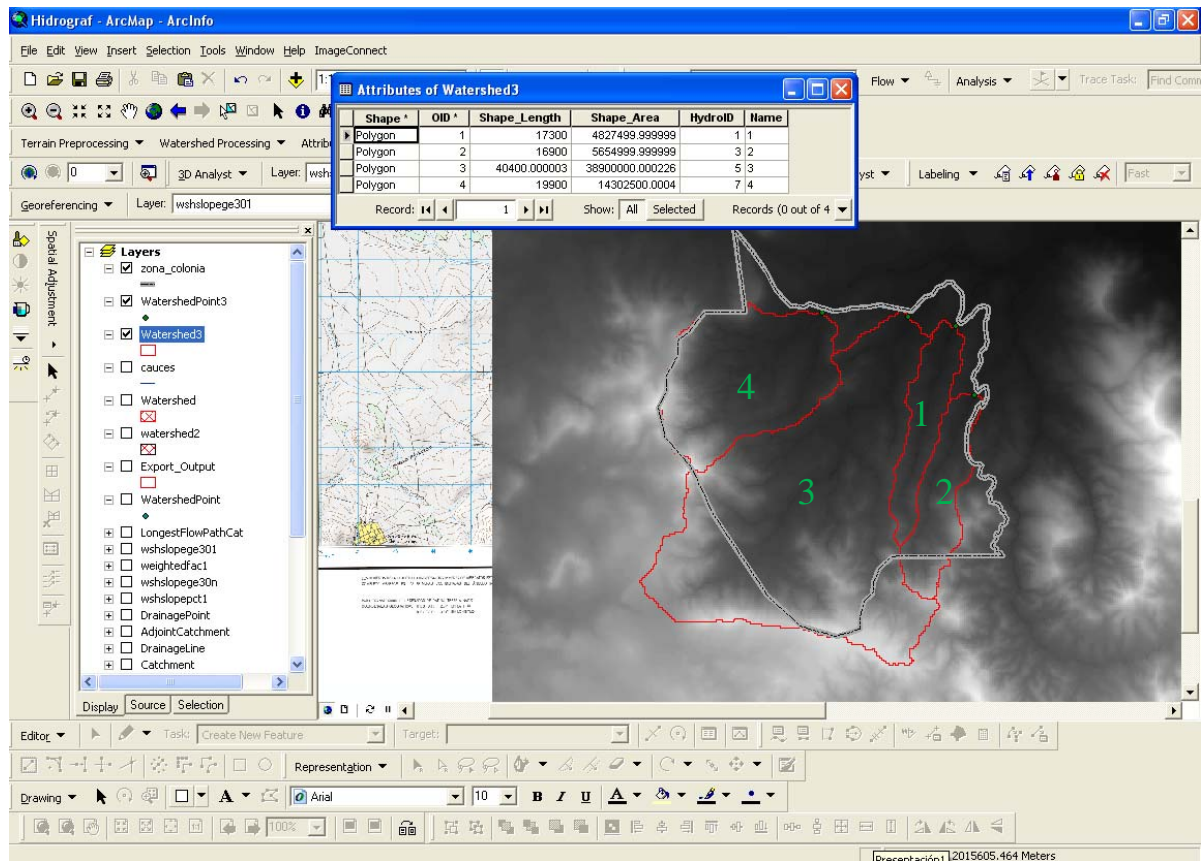 Hidrograf - ArcMap - ArcInfo
File Edit View Insert Selection Tools Window Help ImageConnect
Flow Analysis Trace Task:
Attributes of Watershed3
Shape * OID * Shape_Length Shape_Area HydroID Name
Polygon 1 17300 4827499.999999 1 1
Polygon 2 16900 5654999.999999 3 2
Polygon 3 40400.000003 38900000.000226 5 3
Polygon 4 19900 14302500.0004 7 4
Record: 1 Show: All Selected Records (0 out of 4
Terrain Preprocessing Watershed Processing
0 3D Analyst Layer: Labeling Fast
Georeferencing Layer: wshslopege301
Spatial Adjustment
Layers
zona_colonia
WatershedPoint3
Watershed3
cauces
Watershed
watershed2
Export_Output
WatershedPoint
LongestFlowPathCat
wshslopege301
weightedfac1
wshslopege30n
wshslopepct1
DrainagePoint
AdjointCatchment
DrainageLine
Catchment
Display Source Selection
4
1
3
2
Editor Task: Create New Feature Target:
Representation
Drawing A Arial 10 B I U A
100%
Presentación1 2015605.464 Meters